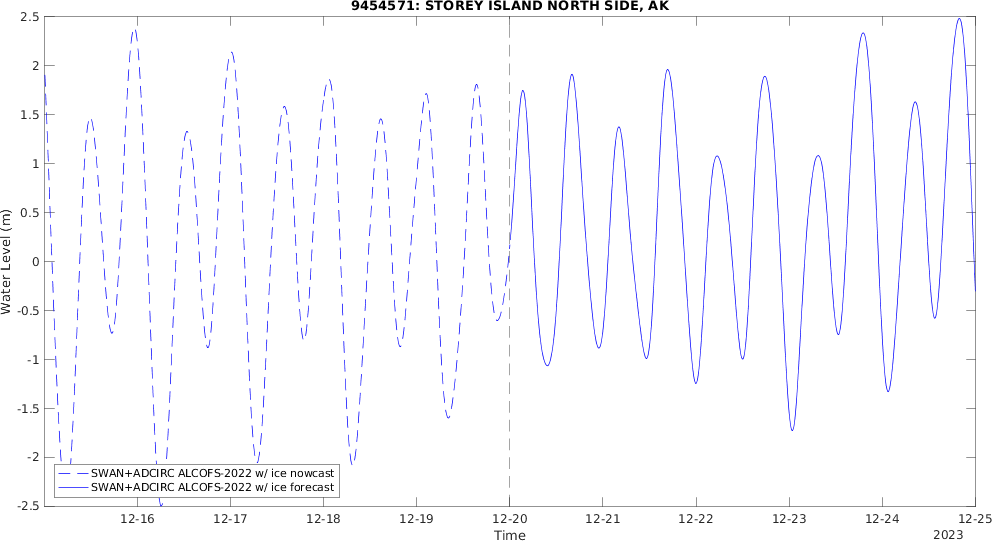 9454571: STOREY ISLAND NORTH SIDE, AK
2.5
2
1.5
1
0.5
0
-0.5
-1
-1.5
-2
-2.5
Water Level (m)
SWAN+ADCIRC ALCOFS-2022 w/ ice nowcast
SWAN+ADCIRC ALCOFS-2022 w/ ice forecast
12-16 12-17 12-18 12-19 12-20 12-21 12-22 12-23 12-24 12-25
Time
2023